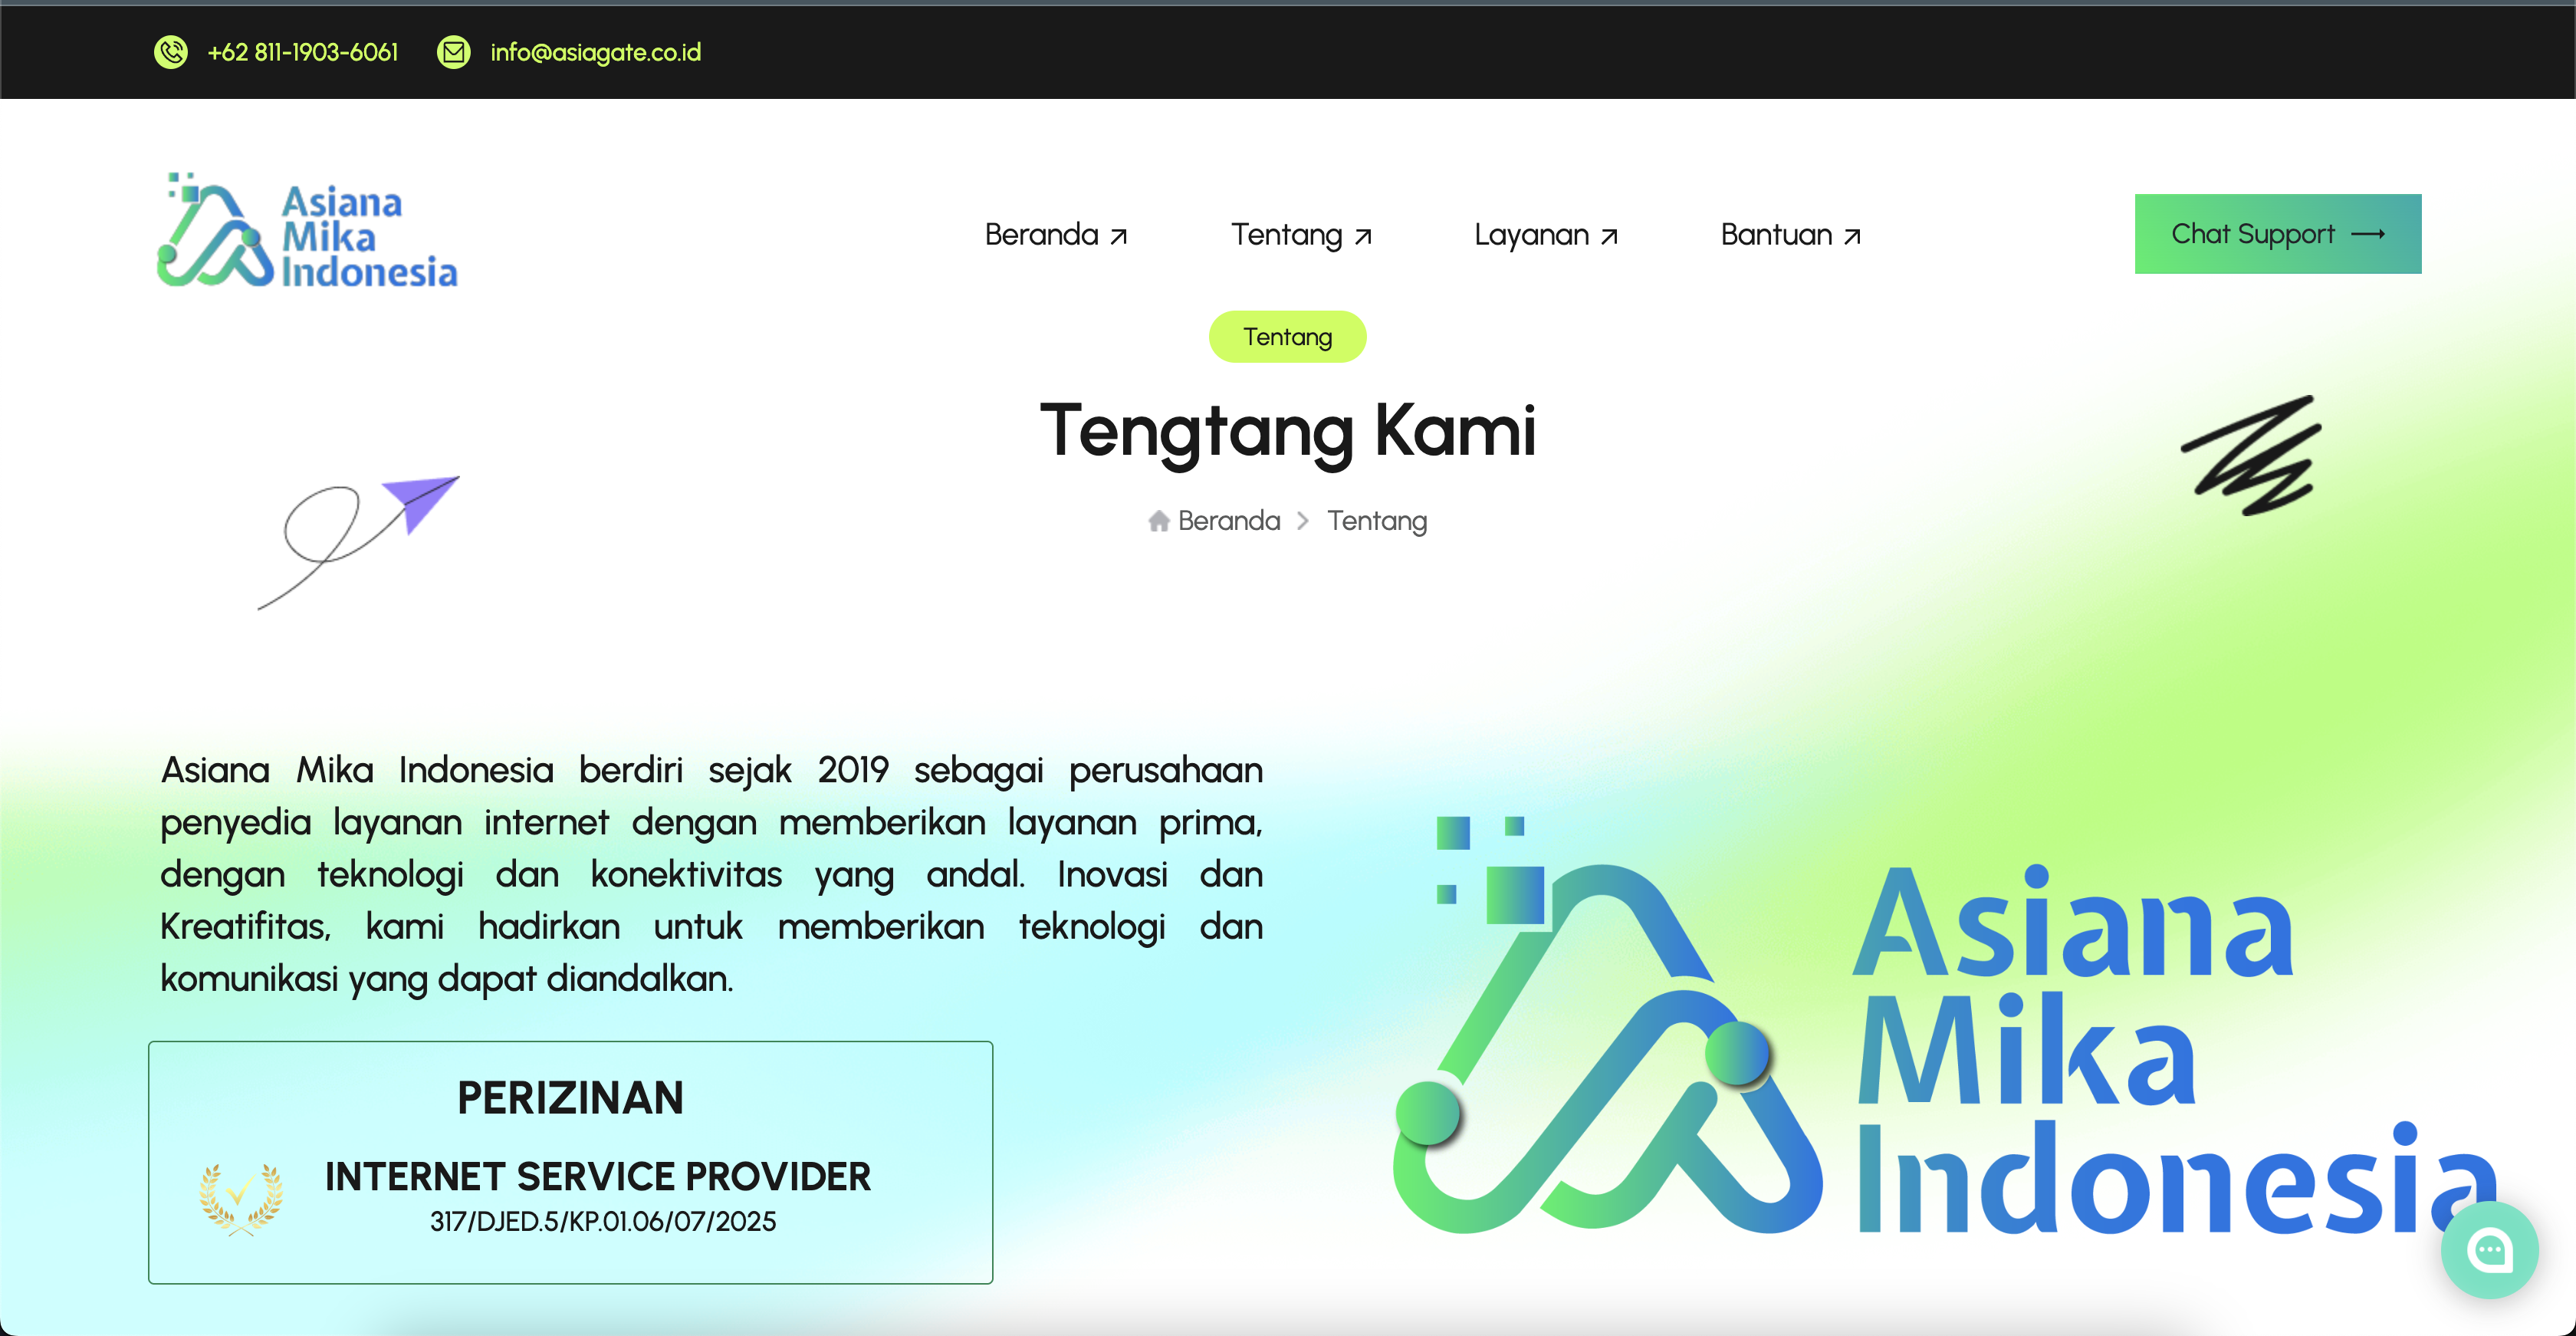 +62 811-1903-6061 info@asiagate.co.id
Asiana
Mika
Indonesia
Beranda Tentang Layanan Bantuan
Chat Support
Tentang
Tengtang Kami
Beranda Tentang
Asiana Mika Indonesia berdiri sejak 2019 sebagai perusahaan
penyedia layanan internet dengan memberikan layanan prima,
dengan teknologi dan konektivitas yang andal. Inovasi dan
Kreatifitas, kami hadirkan untuk memberikan teknologi dan
komunikasi yang dapat diandalkan.
PERIZINAN
INTERNET SERVICE PROVIDER
317/DJED.5/KP.01.06/07/2025
Asiana
Mika
Indonesia